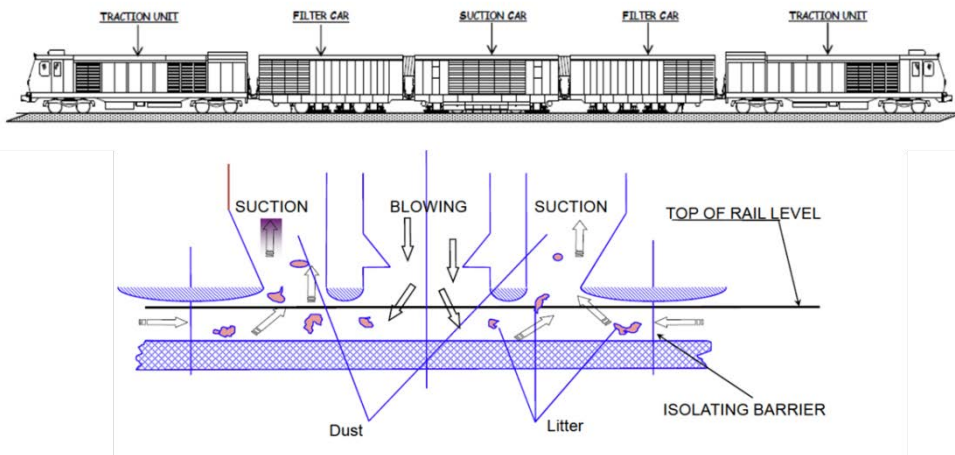 TRACTION UNIT
FILTER CAR
SUCTION CAR
FILTER CAR
TRACTION UNIT
SUCTION
BLOWING
SUCTION
TOP OF RAIL LEVEL
ISOLATING BARRIER
Dust
Litter